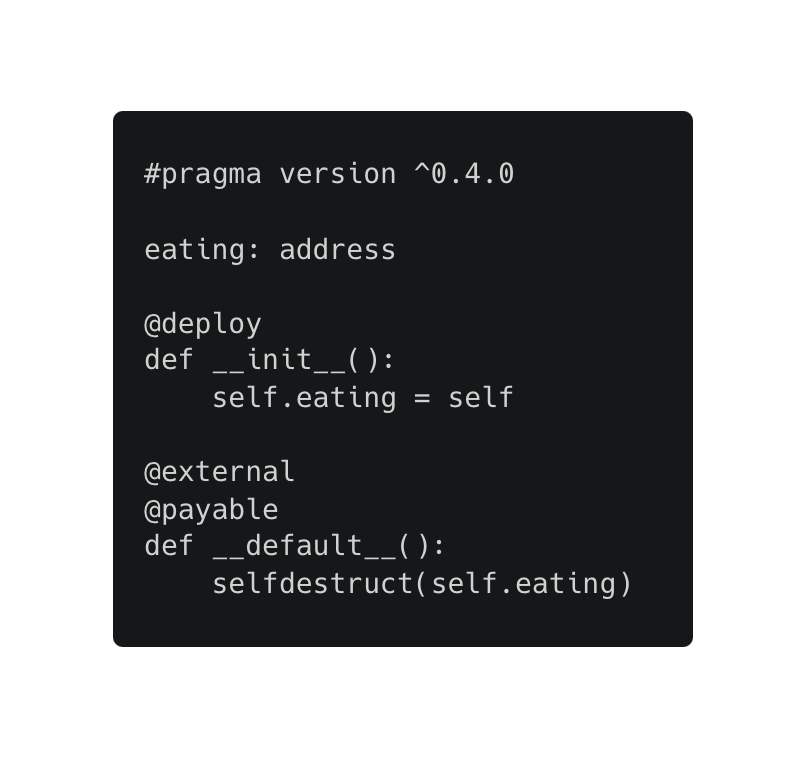 #pragma version ^0.4.0

eating: address

@deploy
def __init__():
    self.eating = self

@external
@payable
def __default__():
    selfdestruct(self.eating)